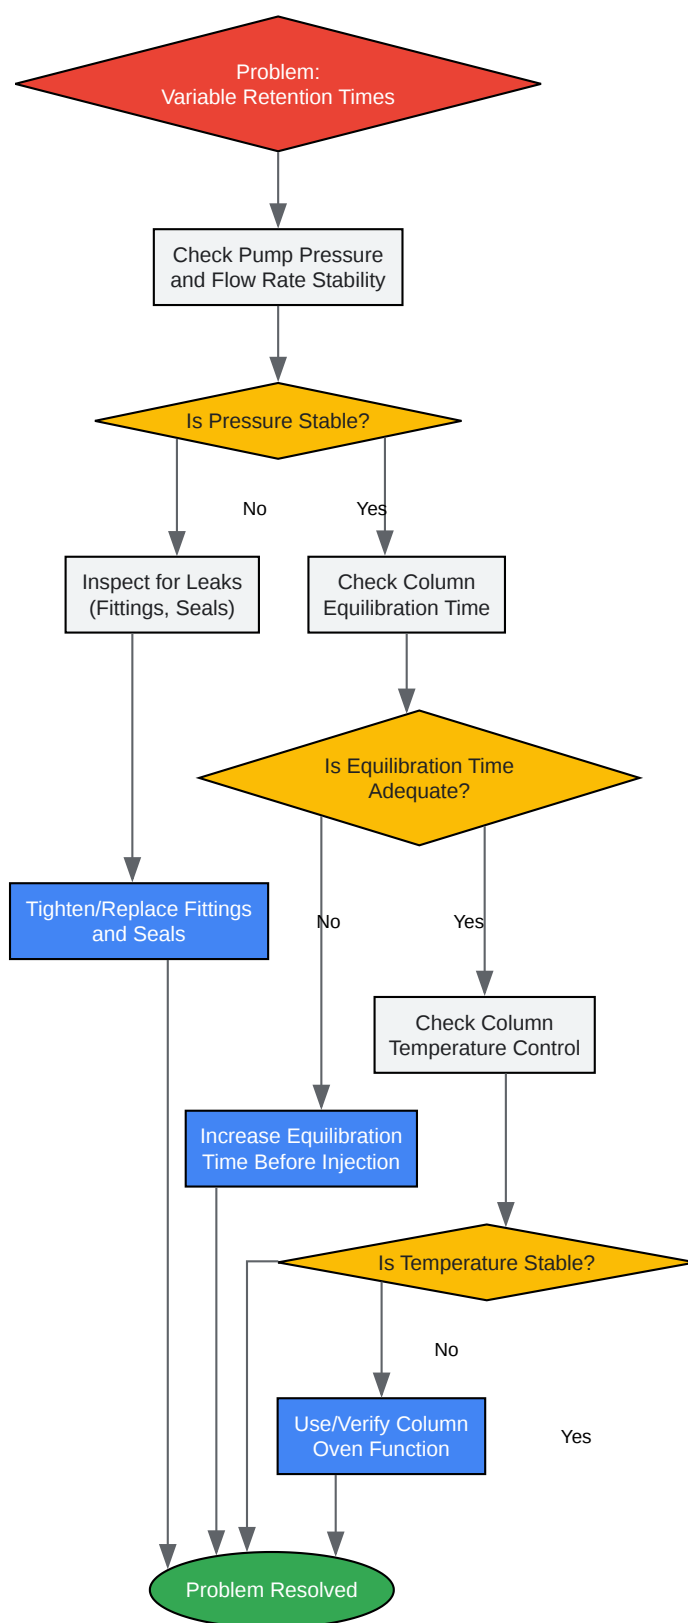 Problem:
Variable Retention Times
Check Pump Pressure
and Flow Rate Stability
Is Pressure Stable?
No
Yes
Inspect for Leaks
(Fittings, Seals)
Check Column
Equilibration Time
Is Equilibration Time
Adequate?
Tighten/Replace Fittings
and Seals
No
Yes
Check Column
Temperature Control
Increase Equilibration
Time Before Injection
Is Temperature Stable?
No
Use/Verify Column
Oven Function
Yes
Problem Resolved